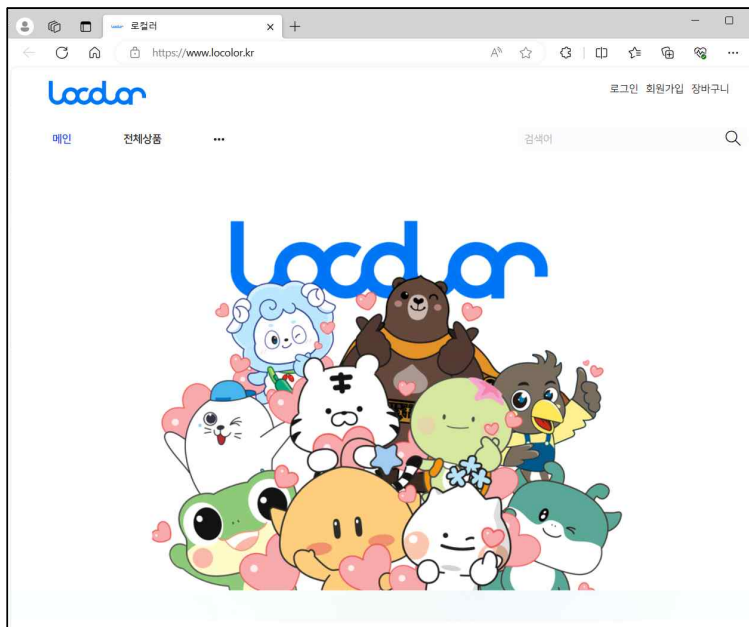 로컬러
https://www.locolor.kr
Locolor
로그인 회원가입 장바구니
메인 전체상품 ···
검색어
Locolor